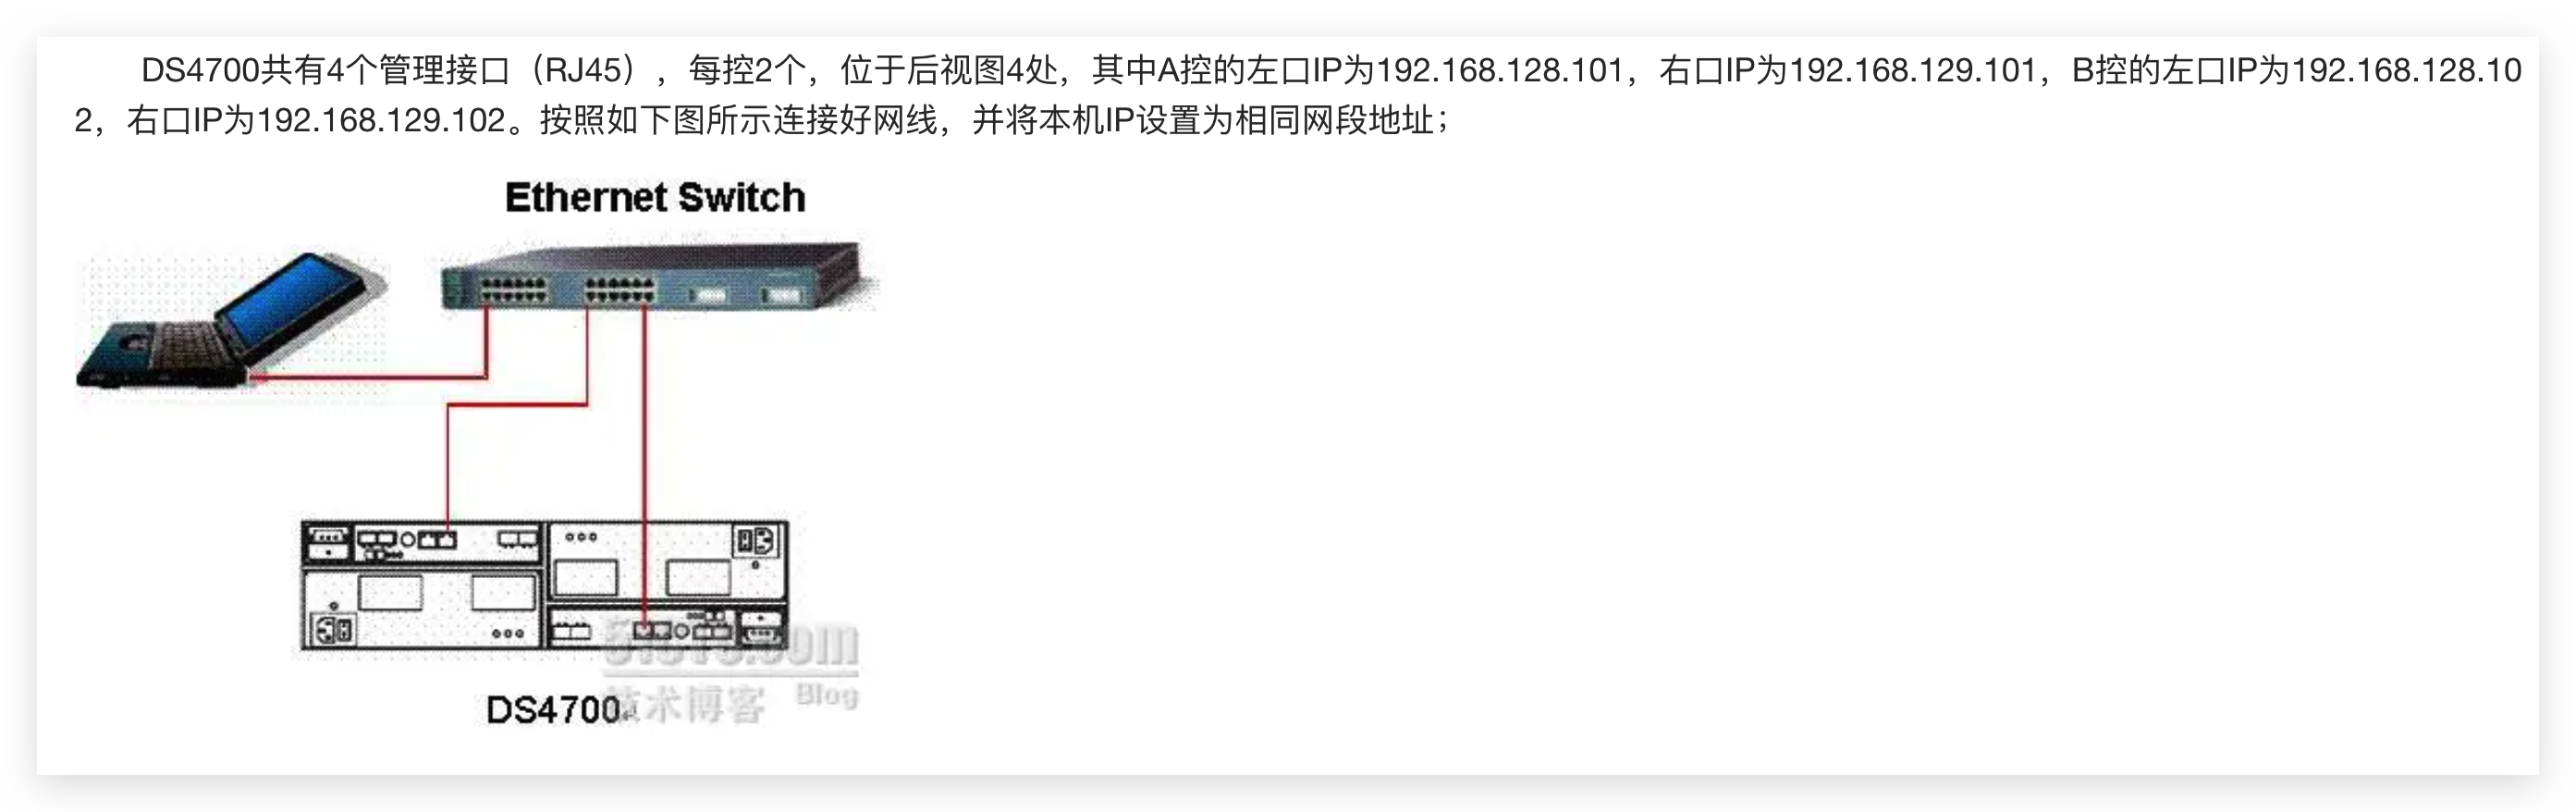 DS4700共有4个管理接口（RJ45），每控2个，位于后视图4处，其中A控的左口IP为192.168.128.101，右口IP为192.168.129.101，B控的左口IP为192.168.128.10
2，右口IP为192.168.129.102。按照如下图所示连接好网线，并将本机IP设置为相同网段地址；
Ethernet Switch
51CTO.com
技术博客 Blog
DS4700